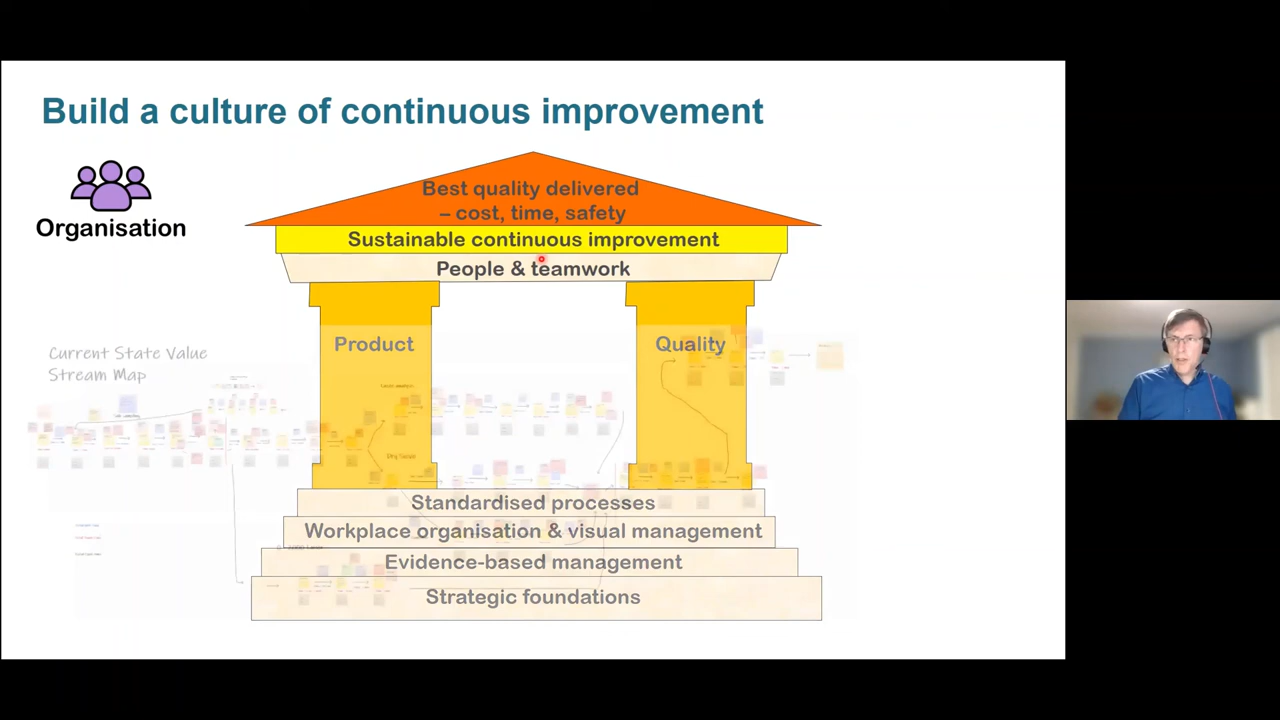 Build a culture of continuous improvement
Organisation
Best quality delivered
– cost, time, safety
Sustainable continuous improvement
People & teamwork
Product
Quality
Current State Value
Stream Map
Standardised processes
Workplace organisation & visual management
Evidence-based management
Strategic foundations